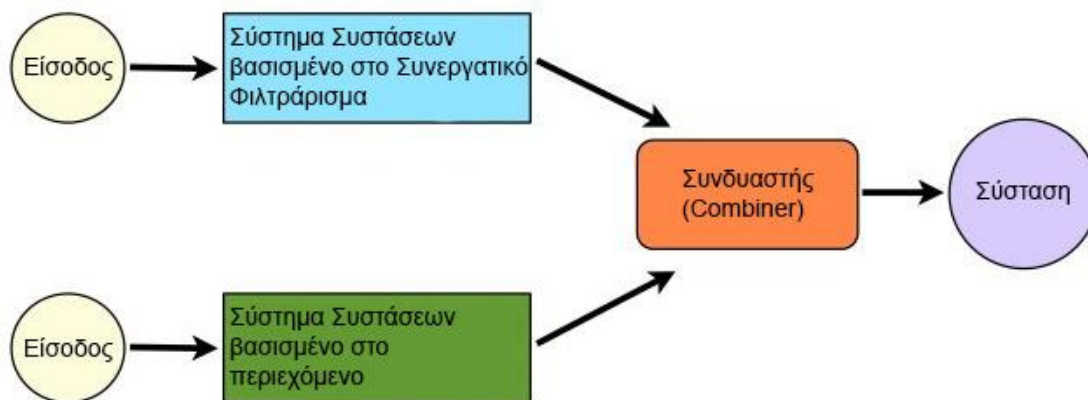 Είσοδος
Σύστημα Συστάσεων
βασισμένο στο Συνεργατικό
Φιλτράρισμα
Συνδυαστής
(Combiner)
Σύσταση
Είσοδος
Σύστημα Συστάσεων
βασισμένο στο
περιεχόμενο